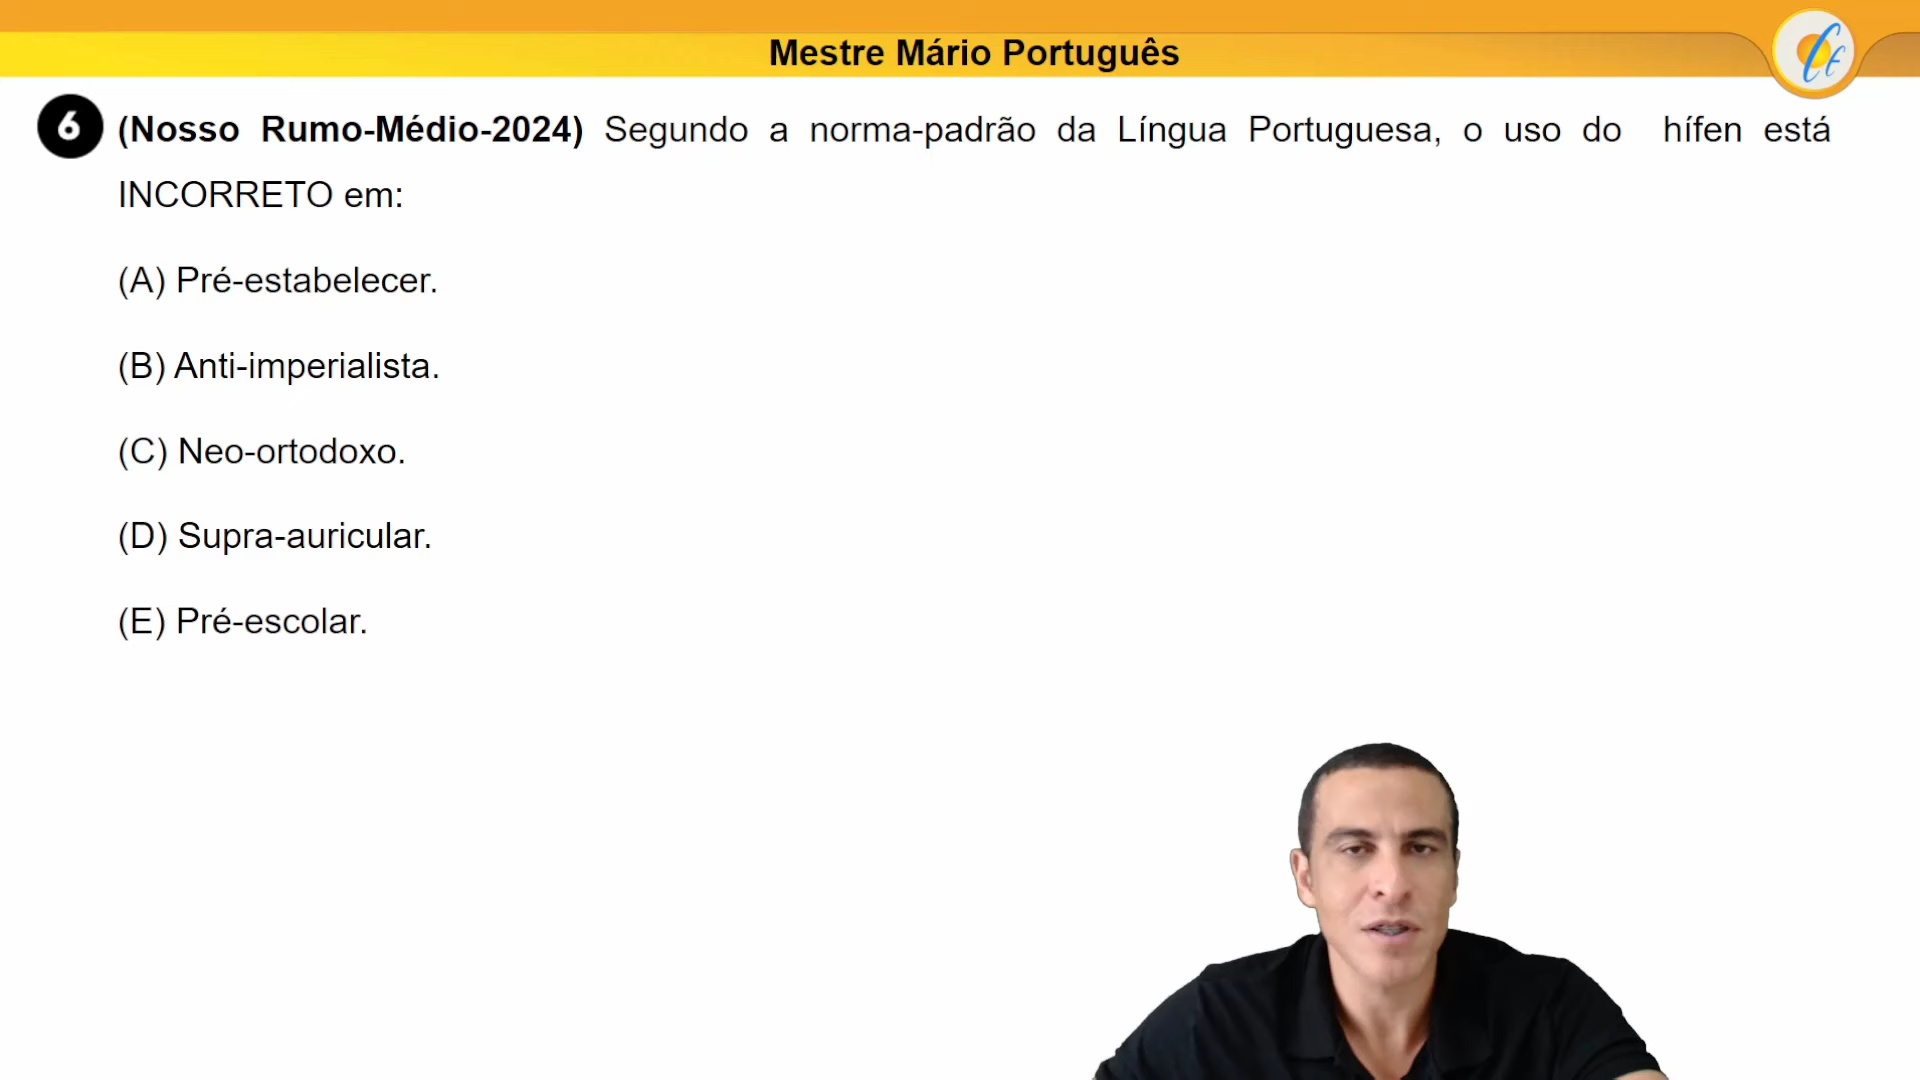 Mestre Mário Português
6 (Nosso Rumo-Médio-2024) Segundo a norma-padrão da Língua Portuguesa, o uso do hífen está
INCORRETO em:
(A) Pré-estabelecer.
(B) Anti-imperialista.
(C) Neo-ortodoxo.
(D) Supra-auricular.
(E) Pré-escolar.